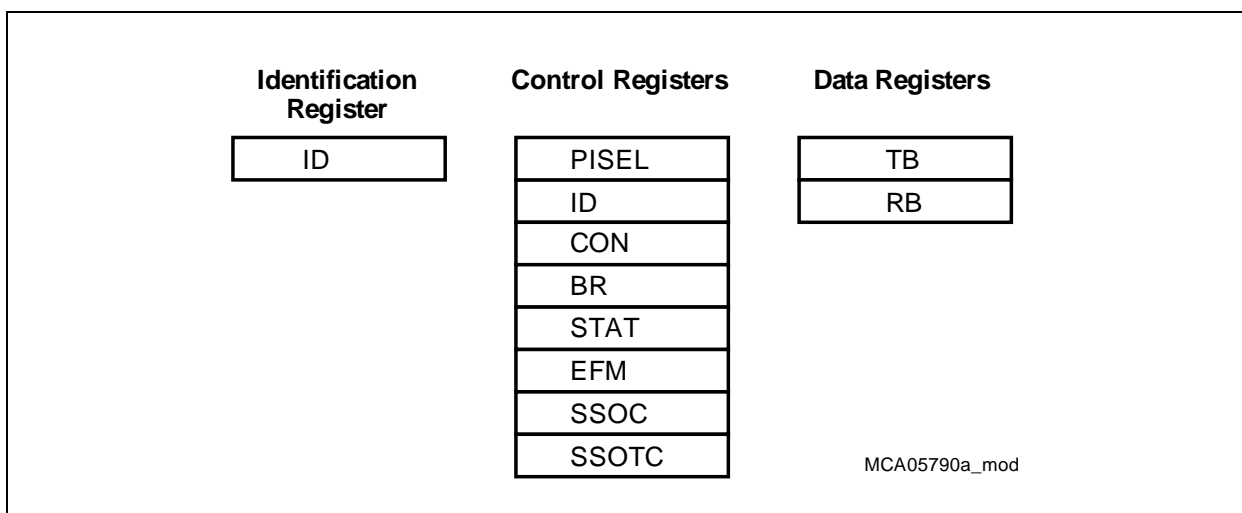 Identification
Register
ID
Control Registers
PISEL
ID
CON
BR
STAT
EFM
SSOC
SSOTC
Data Registers
TB
RB
MCA05790a_mod